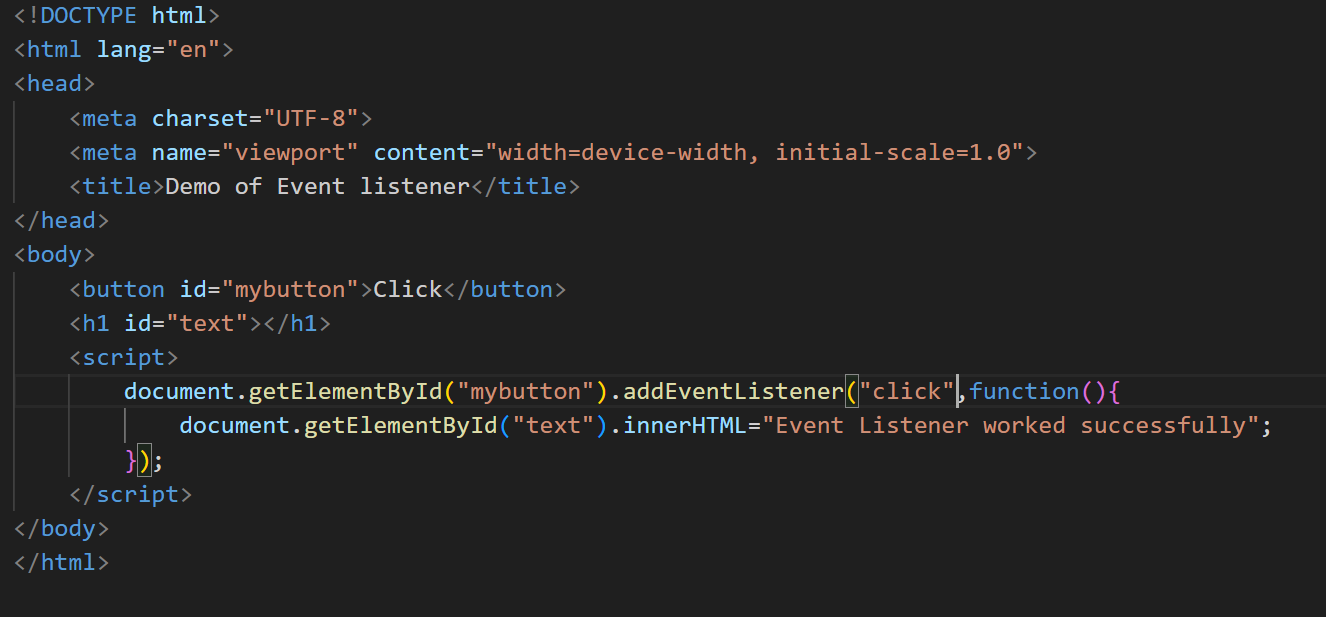 <!DOCTYPE html>
<html lang="en">
<head>
    <meta charset="UTF-8">
    <meta name="viewport" content="width=device-width, initial-scale=1.0">
    <title>Demo of Event listener</title>
</head>
<body>
    <button id="mybutton">Click</button>
    <h1 id="text"></h1>
    <script>
        document.getElementById("mybutton").addEventListener("click",function(){
            document.getElementById("text").innerHTML="Event Listener worked successfully";
        });
    </script>
</body>
</html>